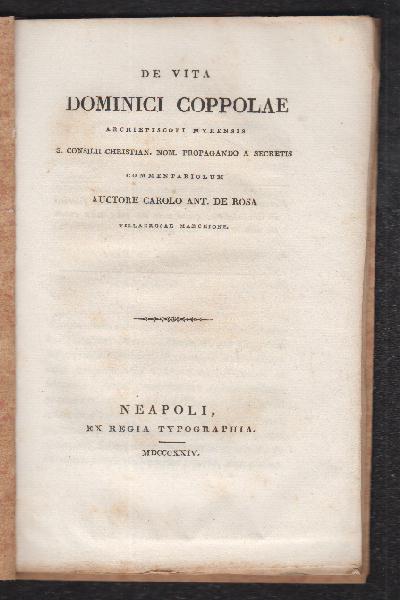 DE VITA
DOMINICI COPPOLAE
ARCHIEPISCOPI MYRENSIS
S. CONSILII CHRISTIAN. NOM. PROPAGANDO A SECRETIS
COMMENTARIOLUM
AUCTORE CAROLO ANT. DE ROSA
VILLAEROSAE MARCHIONE.
NEAPOLI,
EX REGIA TYPOGRAPHIA.
MDCCCXXIV.